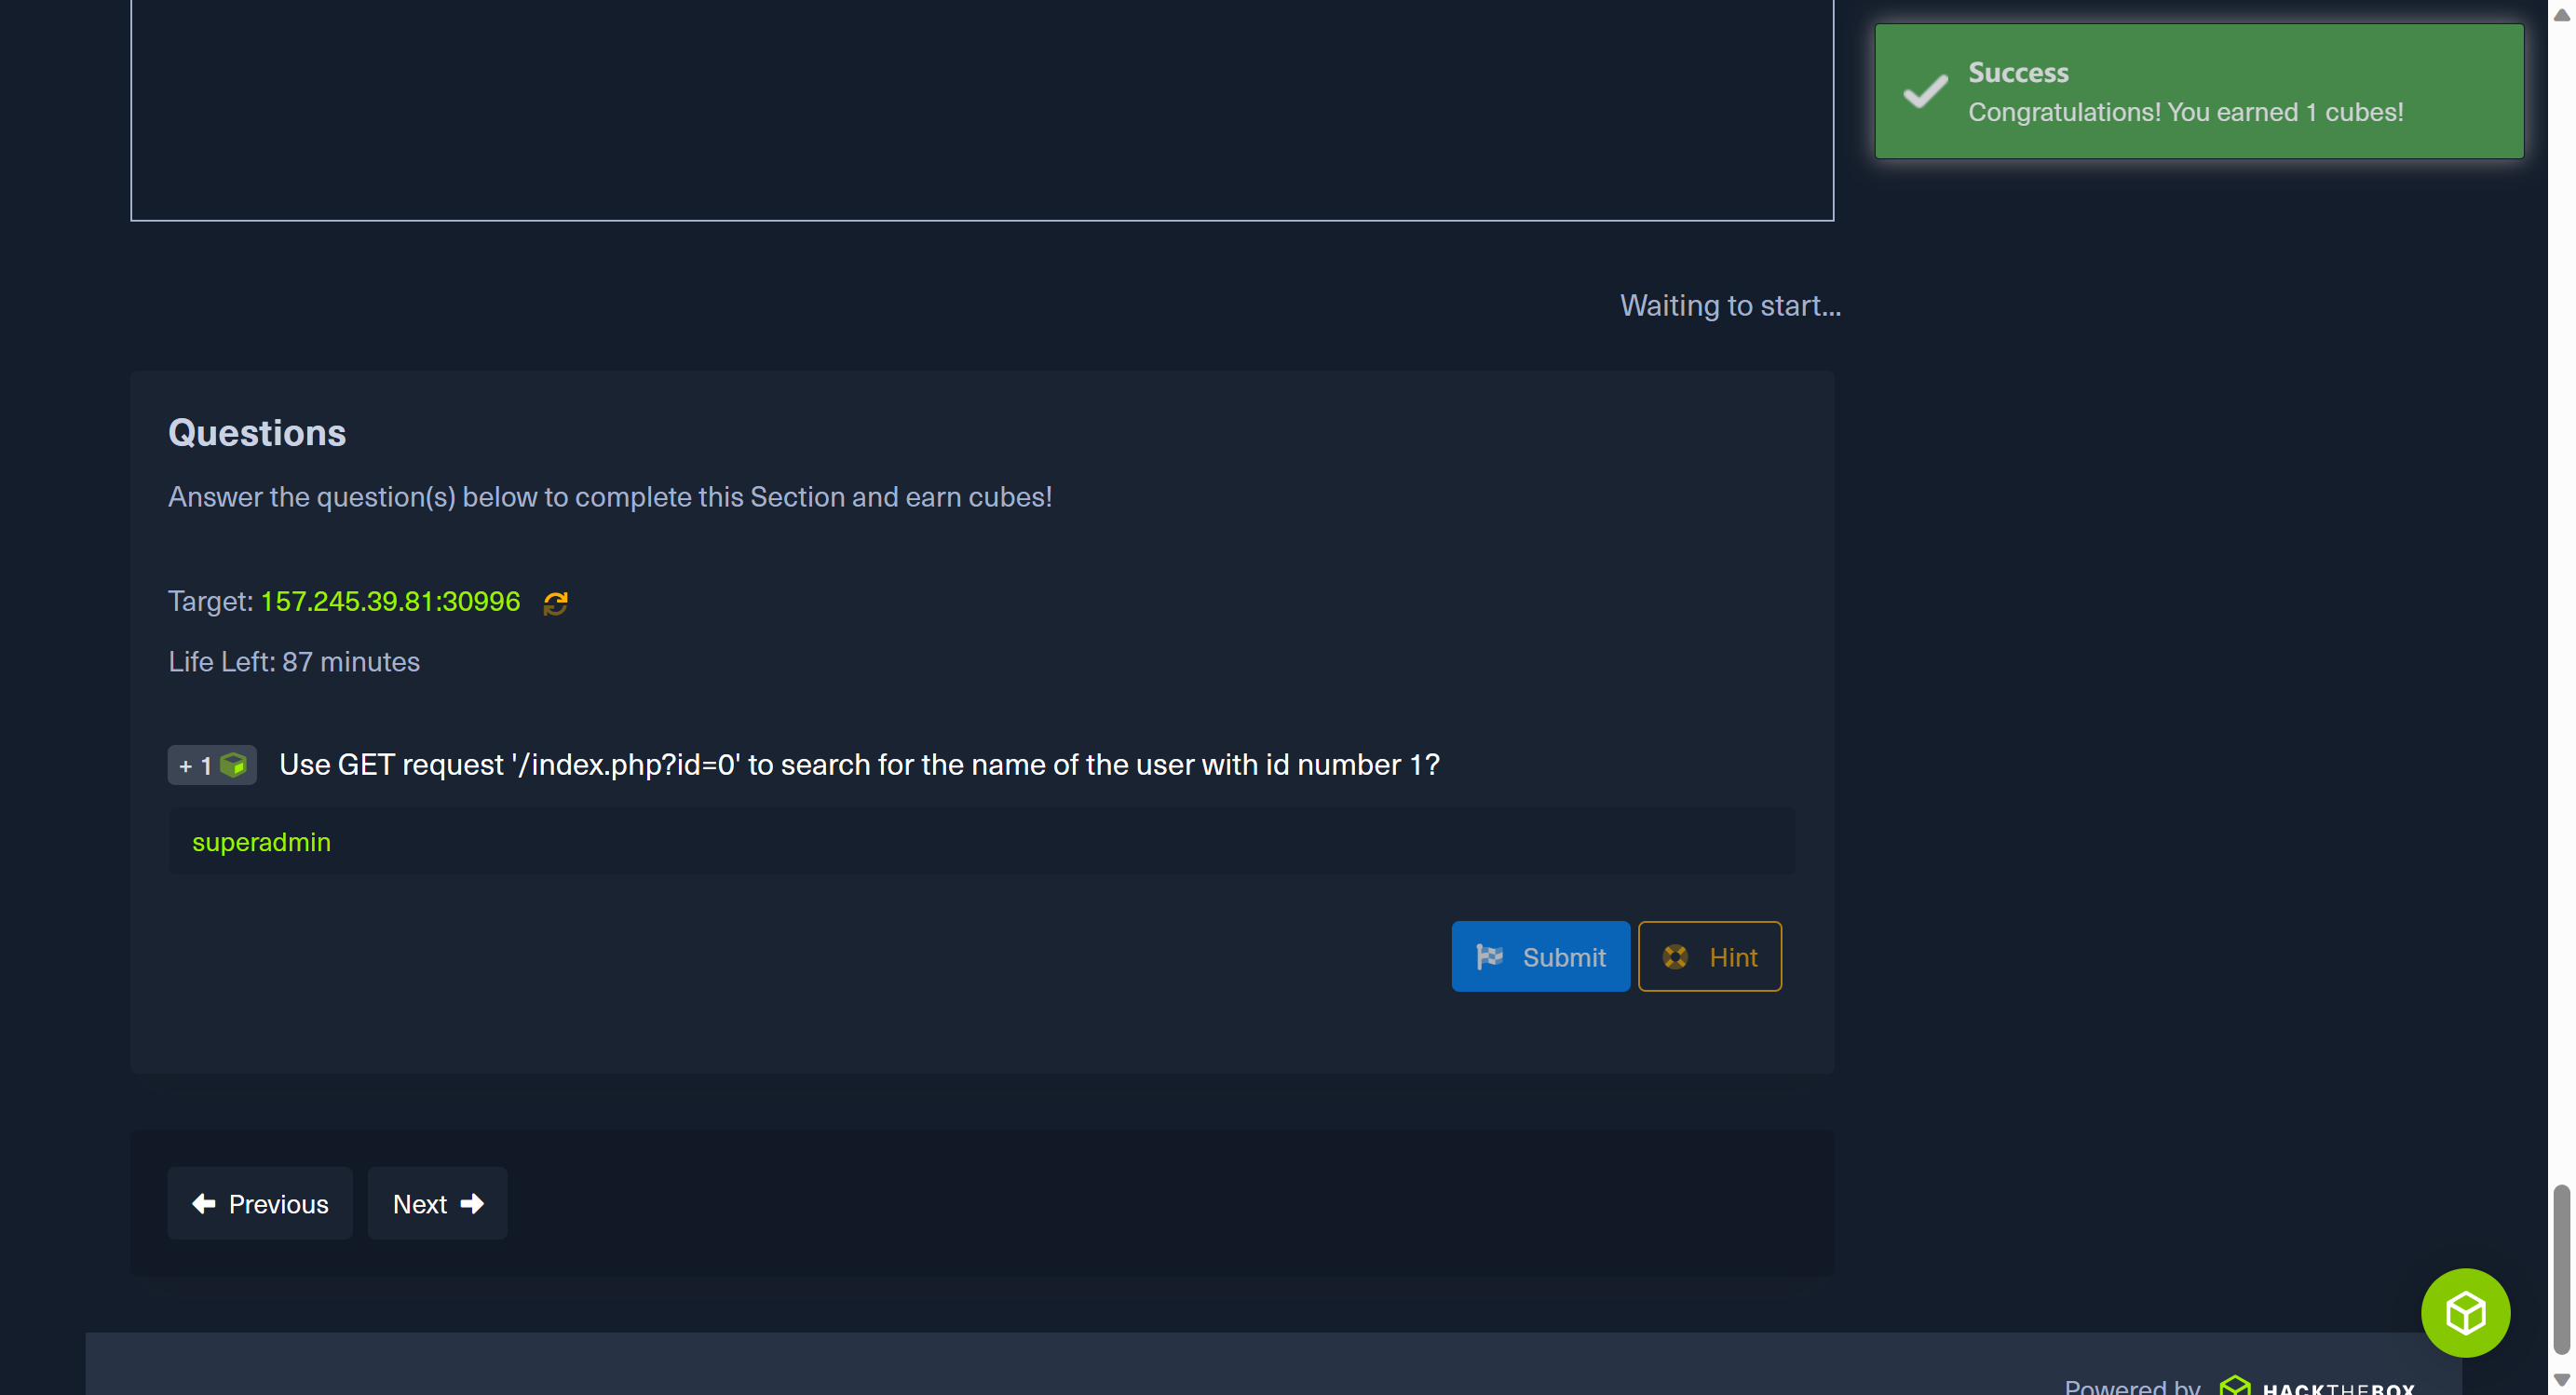 Success
Congratulations! You earned 1 cubes!
Waiting to start...
Questions
Answer the question(s) below to complete this Section and earn cubes!
Target: 157.245.39.81:30996
Life Left: 87 minutes
+ 1 Use GET request '/index.php?id=0' to search for the name of the user with id number 1?
superadmin
Submit Hint
Previous Next
Powered by HACKTHEBOX